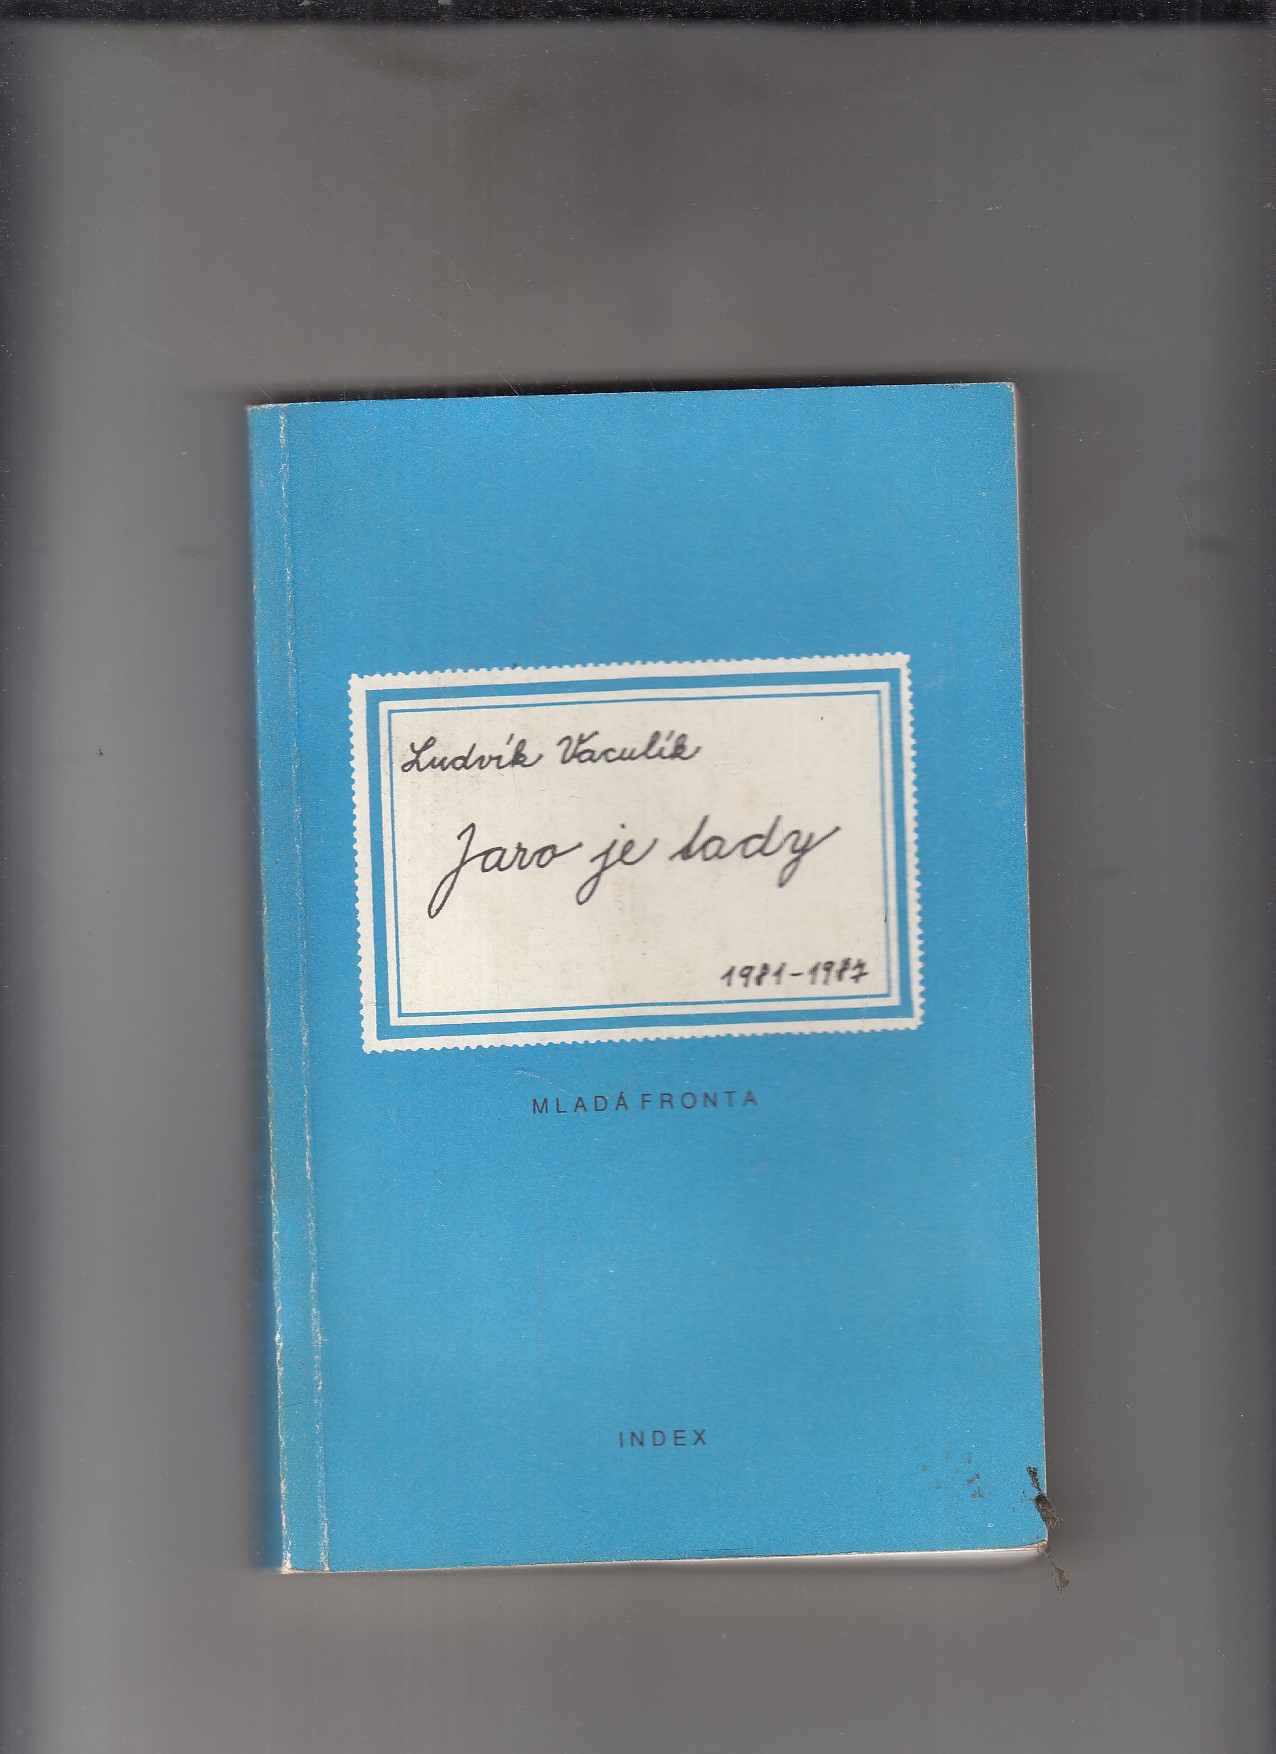 Ludvík Vaculík
Jaro je tady
1981-1987
MLADÁ FRONTA
INDEX